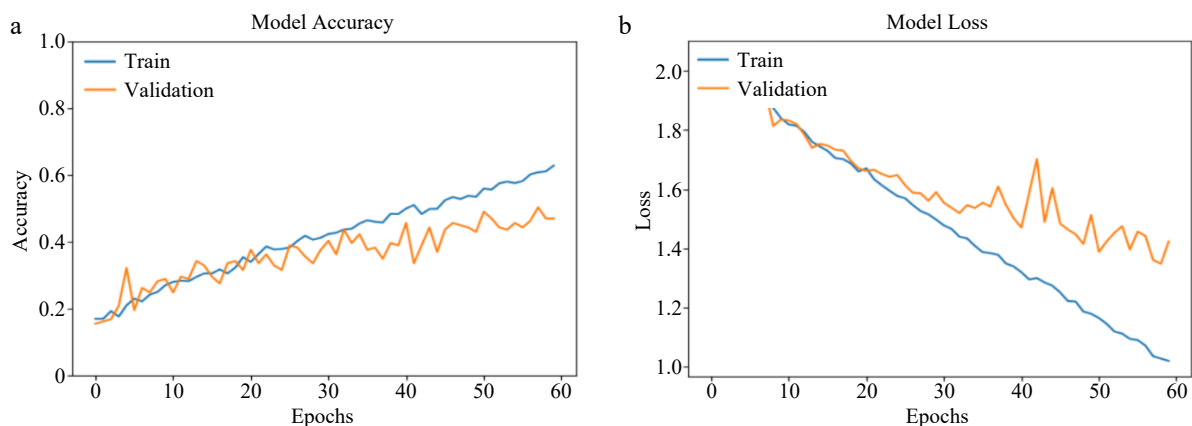 a
Model Accuracy
1.0
0.8
0.6
0.4
0.2
0
Accuracy
Train
Validation
0 10 20 30 40 50 60
Epochs
b
Model Loss
2.0
1.8
1.6
1.4
1.2
1.0
Loss
Train
Validation
0 10 20 30 40 50 60
Epochs